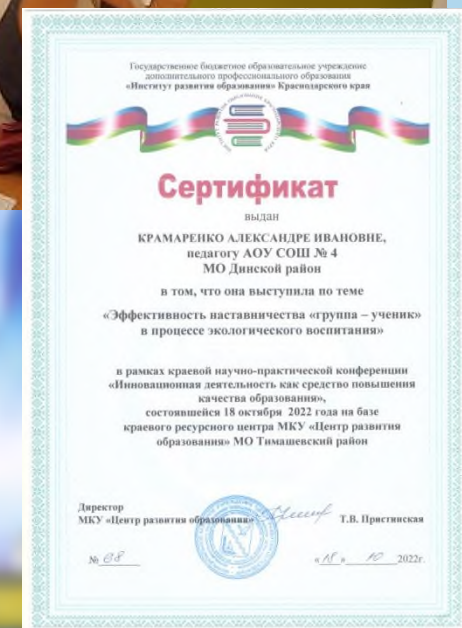 Государственное бюджетное образовательное учреждение
дополнительного профессионального образования
«Институт развития образования» Краснодарского края
Сертификат
выдан
КРАМАРЕНКО АЛЕКСАНДРЕ ИВАНОВНЕ,
педагогу АОУ СОШ № 4
МО Динской район
в том, что она выступила по теме
«Эффективность наставничества «группа – ученик»
в процессе экологического воспитания»
в рамках краевой научно-практической конференции
«Инновационная деятельность как средство повышения
качества образования»,
состоявшейся 18 октября 2022 года на базе
краевого ресурсного центра МКУ «Центр развития
образования» МО Тимашевский район
Директор
МКУ «Центр развития образования» Т.В. Пристинская
№ 68 « 18 » 10 2022г.